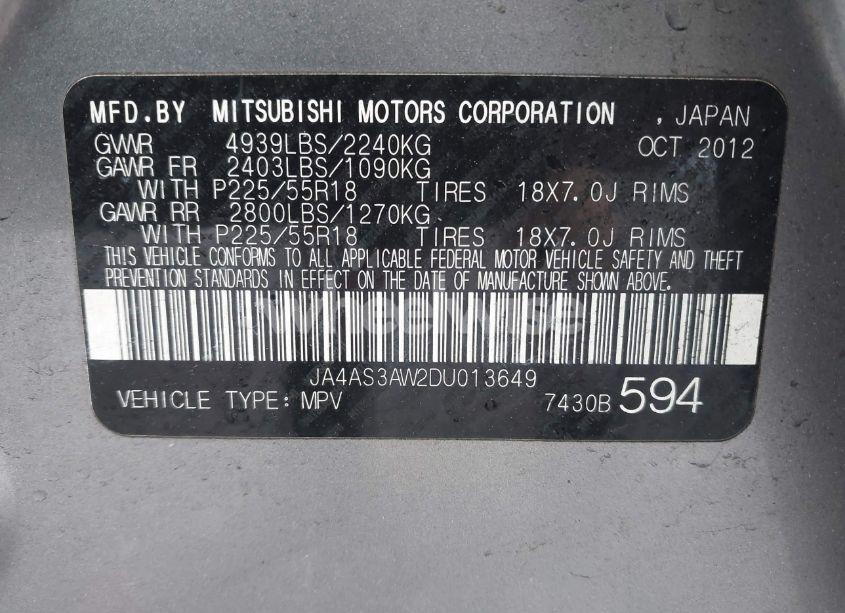 MFD.BY MITSUBISHI MOTORS CORPORATION , JAPAN
GVWR 4939LBS/2240KG OCT 2012
GAWR FR 2403LBS/1090KG
WITH P225/55R18 TIRES 18X7.0J RIMS
GAWR RR 2800LBS/1270KG
WITH P225/55R18 TIRES 18X7.0J RIMS
THIS VEHICLE CONFORMS TO ALL APPLICABLE FEDERAL MOTOR VEHICLE SAFETY AND THEFT
PREVENTION STANDARDS IN EFFECT ON THE DATE OF MANUFACTURE SHOWN ABOVE.
wheelwise
JA4AS3AW2DU013649
VEHICLE TYPE: MPV 7430B 594